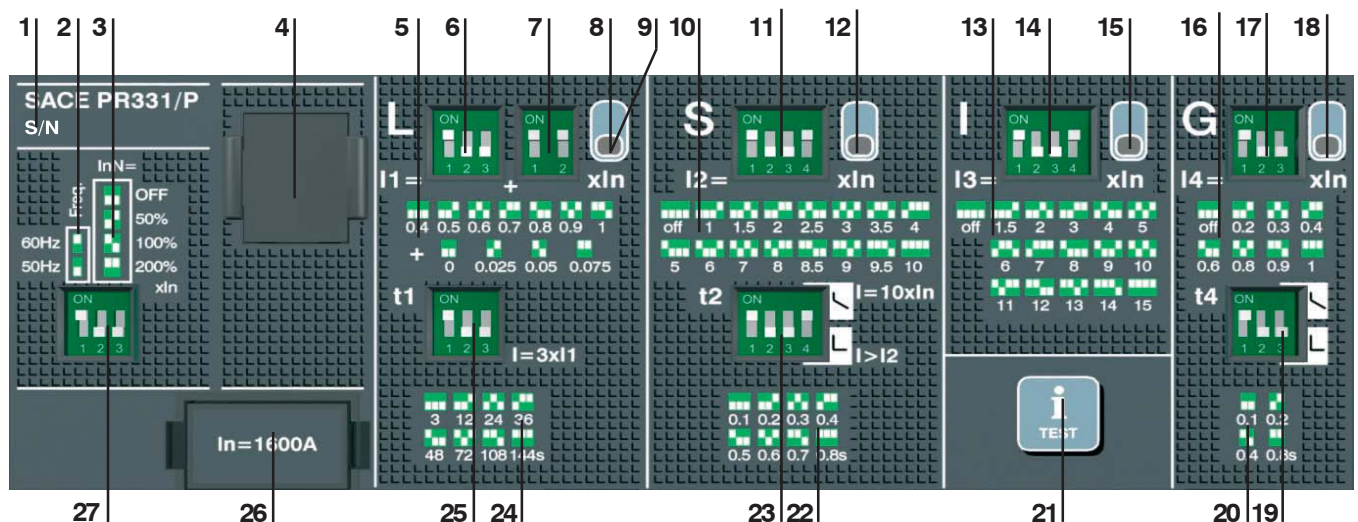 1 2 3 4 5 6 7 8 9 10 11 12 13 14 15 16 17 18
SACE PR331/P
S/N
InN=
OFF
50%
100%
200%
xIn
Freq.
60Hz
50Hz
ON
1 2 3
In=1600A
L
ON
1 2 3
ON
1 2
I1= + xIn
0.4 0.5 0.6 0.7 0.8 0.9 1
+ 0 0.025 0.05 0.075
t1
ON
1 2 3
I=3xI1
3 12 24 36
48 72 108 144s
S
ON
1 2 3 4
I2= xIn
off 1 1.5 2 2.5 3 3.5 4
5 6 7 8 8.5 9 9.5 10
t2
ON
1 2 3 4
I=10xIn
I>I2
0.1 0.2 0.3 0.4
0.5 0.6 0.7 0.8s
I
ON
1 2 3 4
I3= xIn
off 1.5 2 3 4 5
6 7 8 9 10
11 12 13 14 15
i
TEST
G
ON
1 2 3
I4= xIn
off 0.2 0.3 0.4
0.6 0.8 0.9 1
t4
ON
1 2 3
0.1 0.2
0.4 0.8s
27 26 25 24 23 22 21 20 19